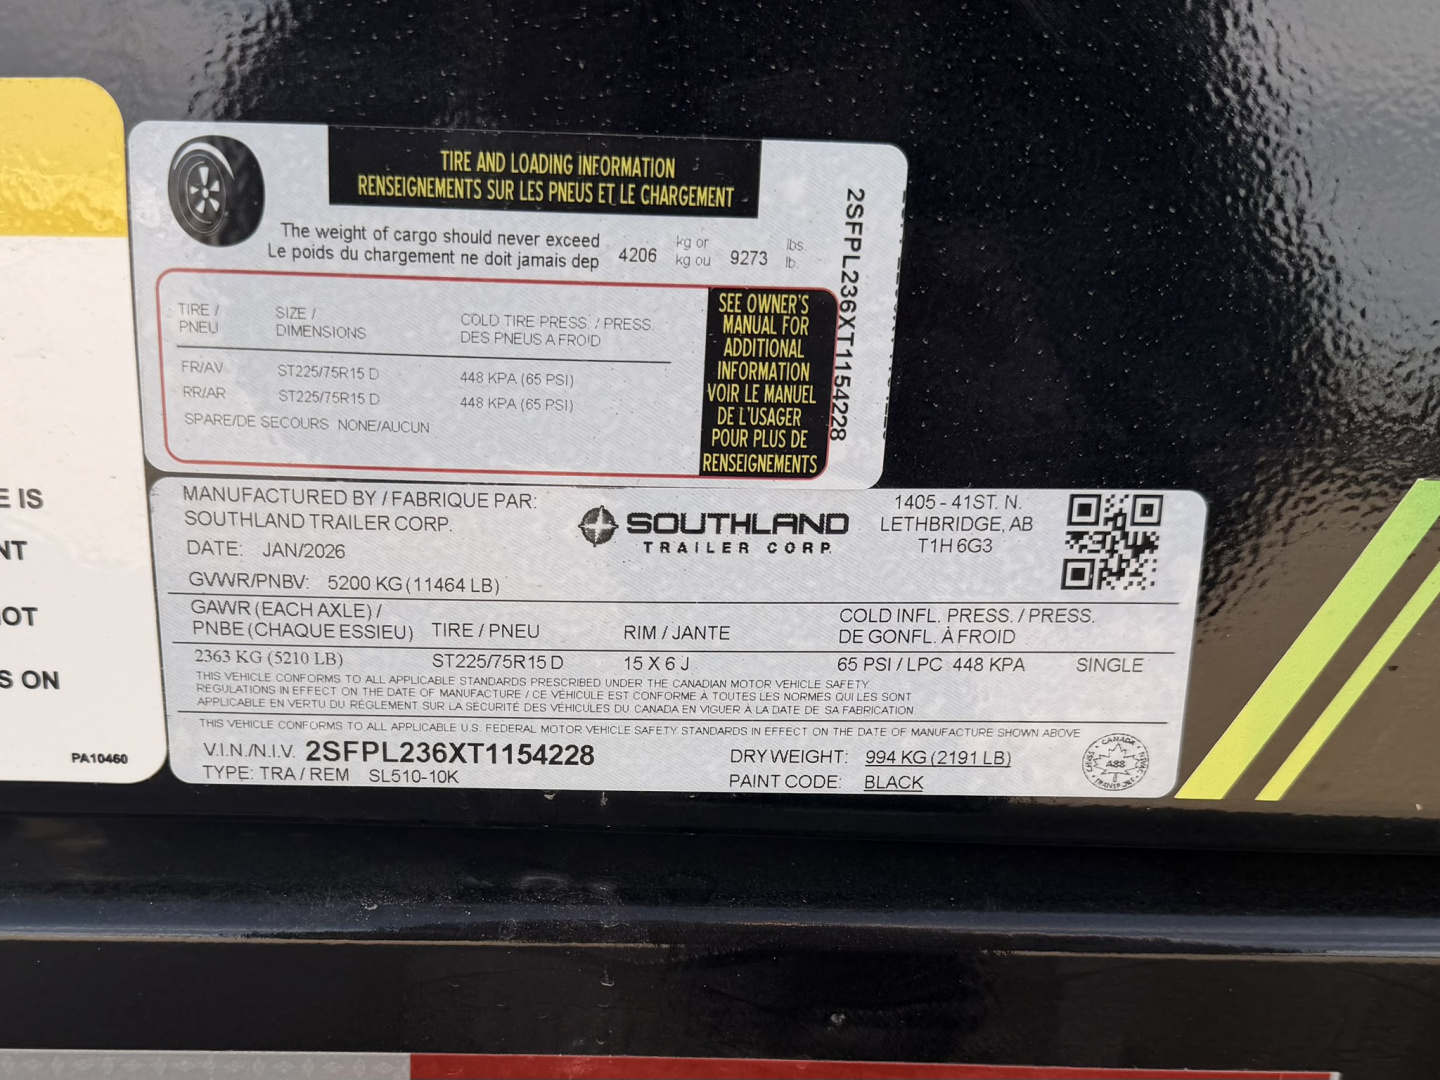 E IS
NT
OT
S ON
PA10460
TIRE AND LOADING INFORMATION
RENSEIGNEMENTS SUR LES PNEUS ET LE CHARGEMENT
The weight of cargo should never exceed
Le poids du chargement ne doit jamais dep
4206 kg or kg ou 9273 lbs. lb.
TIRE / PNEU
SIZE / DIMENSIONS
COLD TIRE PRESS. / PRESS. DES PNEUS A FROID
FR/AV ST225/75R15 D 448 KPA (65 PSI)
RR/AR ST225/75R15 D 448 KPA (65 PSI)
SPARE/DE SECOURS NONE/AUCUN
SEE OWNER'S
MANUAL FOR
ADDITIONAL
INFORMATION
VOIR LE MANUEL
DE L'USAGER
POUR PLUS DE
RENSEIGNEMENTS
2SFPL236XT1154228
MANUFACTURED BY / FABRIQUE PAR:
SOUTHLAND TRAILER CORP.
DATE: JAN/2026
GVWR/PNBV: 5200 KG (11464 LB)
SOUTHLAND
TRAILER CORP.
1405 - 41ST. N.
LETHBRIDGE, AB
T1H 6G3
GAWR (EACH AXLE) /
PNBE (CHAQUE ESSIEU) TIRE / PNEU RIM / JANTE
COLD INFL. PRESS. / PRESS.
DE GONFL. À FROID
2363 KG (5210 LB) ST225/75R15 D 15 X 6 J 65 PSI / LPC 448 KPA SINGLE
THIS VEHICLE CONFORMS TO ALL APPLICABLE STANDARDS PRESCRIBED UNDER THE CANADIAN MOTOR VEHICLE SAFETY
REGULATIONS IN EFFECT ON THE DATE OF MANUFACTURE / CE VÉHICULE EST CONFORME À TOUTES LES NORMES QUI LES SONT
APPLICABLE EN VERTU DU RÈGLEMENT SUR LA SÉCURITÉ DES VÉHICULES DU CANADA EN VIGUER À LA DATE DE SA FABRICATION
THIS VEHICLE CONFORMS TO ALL APPLICABLE U.S. FEDERAL MOTOR VEHICLE SAFETY STANDARDS IN EFFECT ON THE DATE OF MANUFACTURE SHOWN ABOVE
V.I.N./N.I.V. 2SFPL236XT1154228 DRY WEIGHT: 994 KG (2191 LB)
TYPE: TRA / REM SL510-10K PAINT CODE: BLACK
CANADA
A88